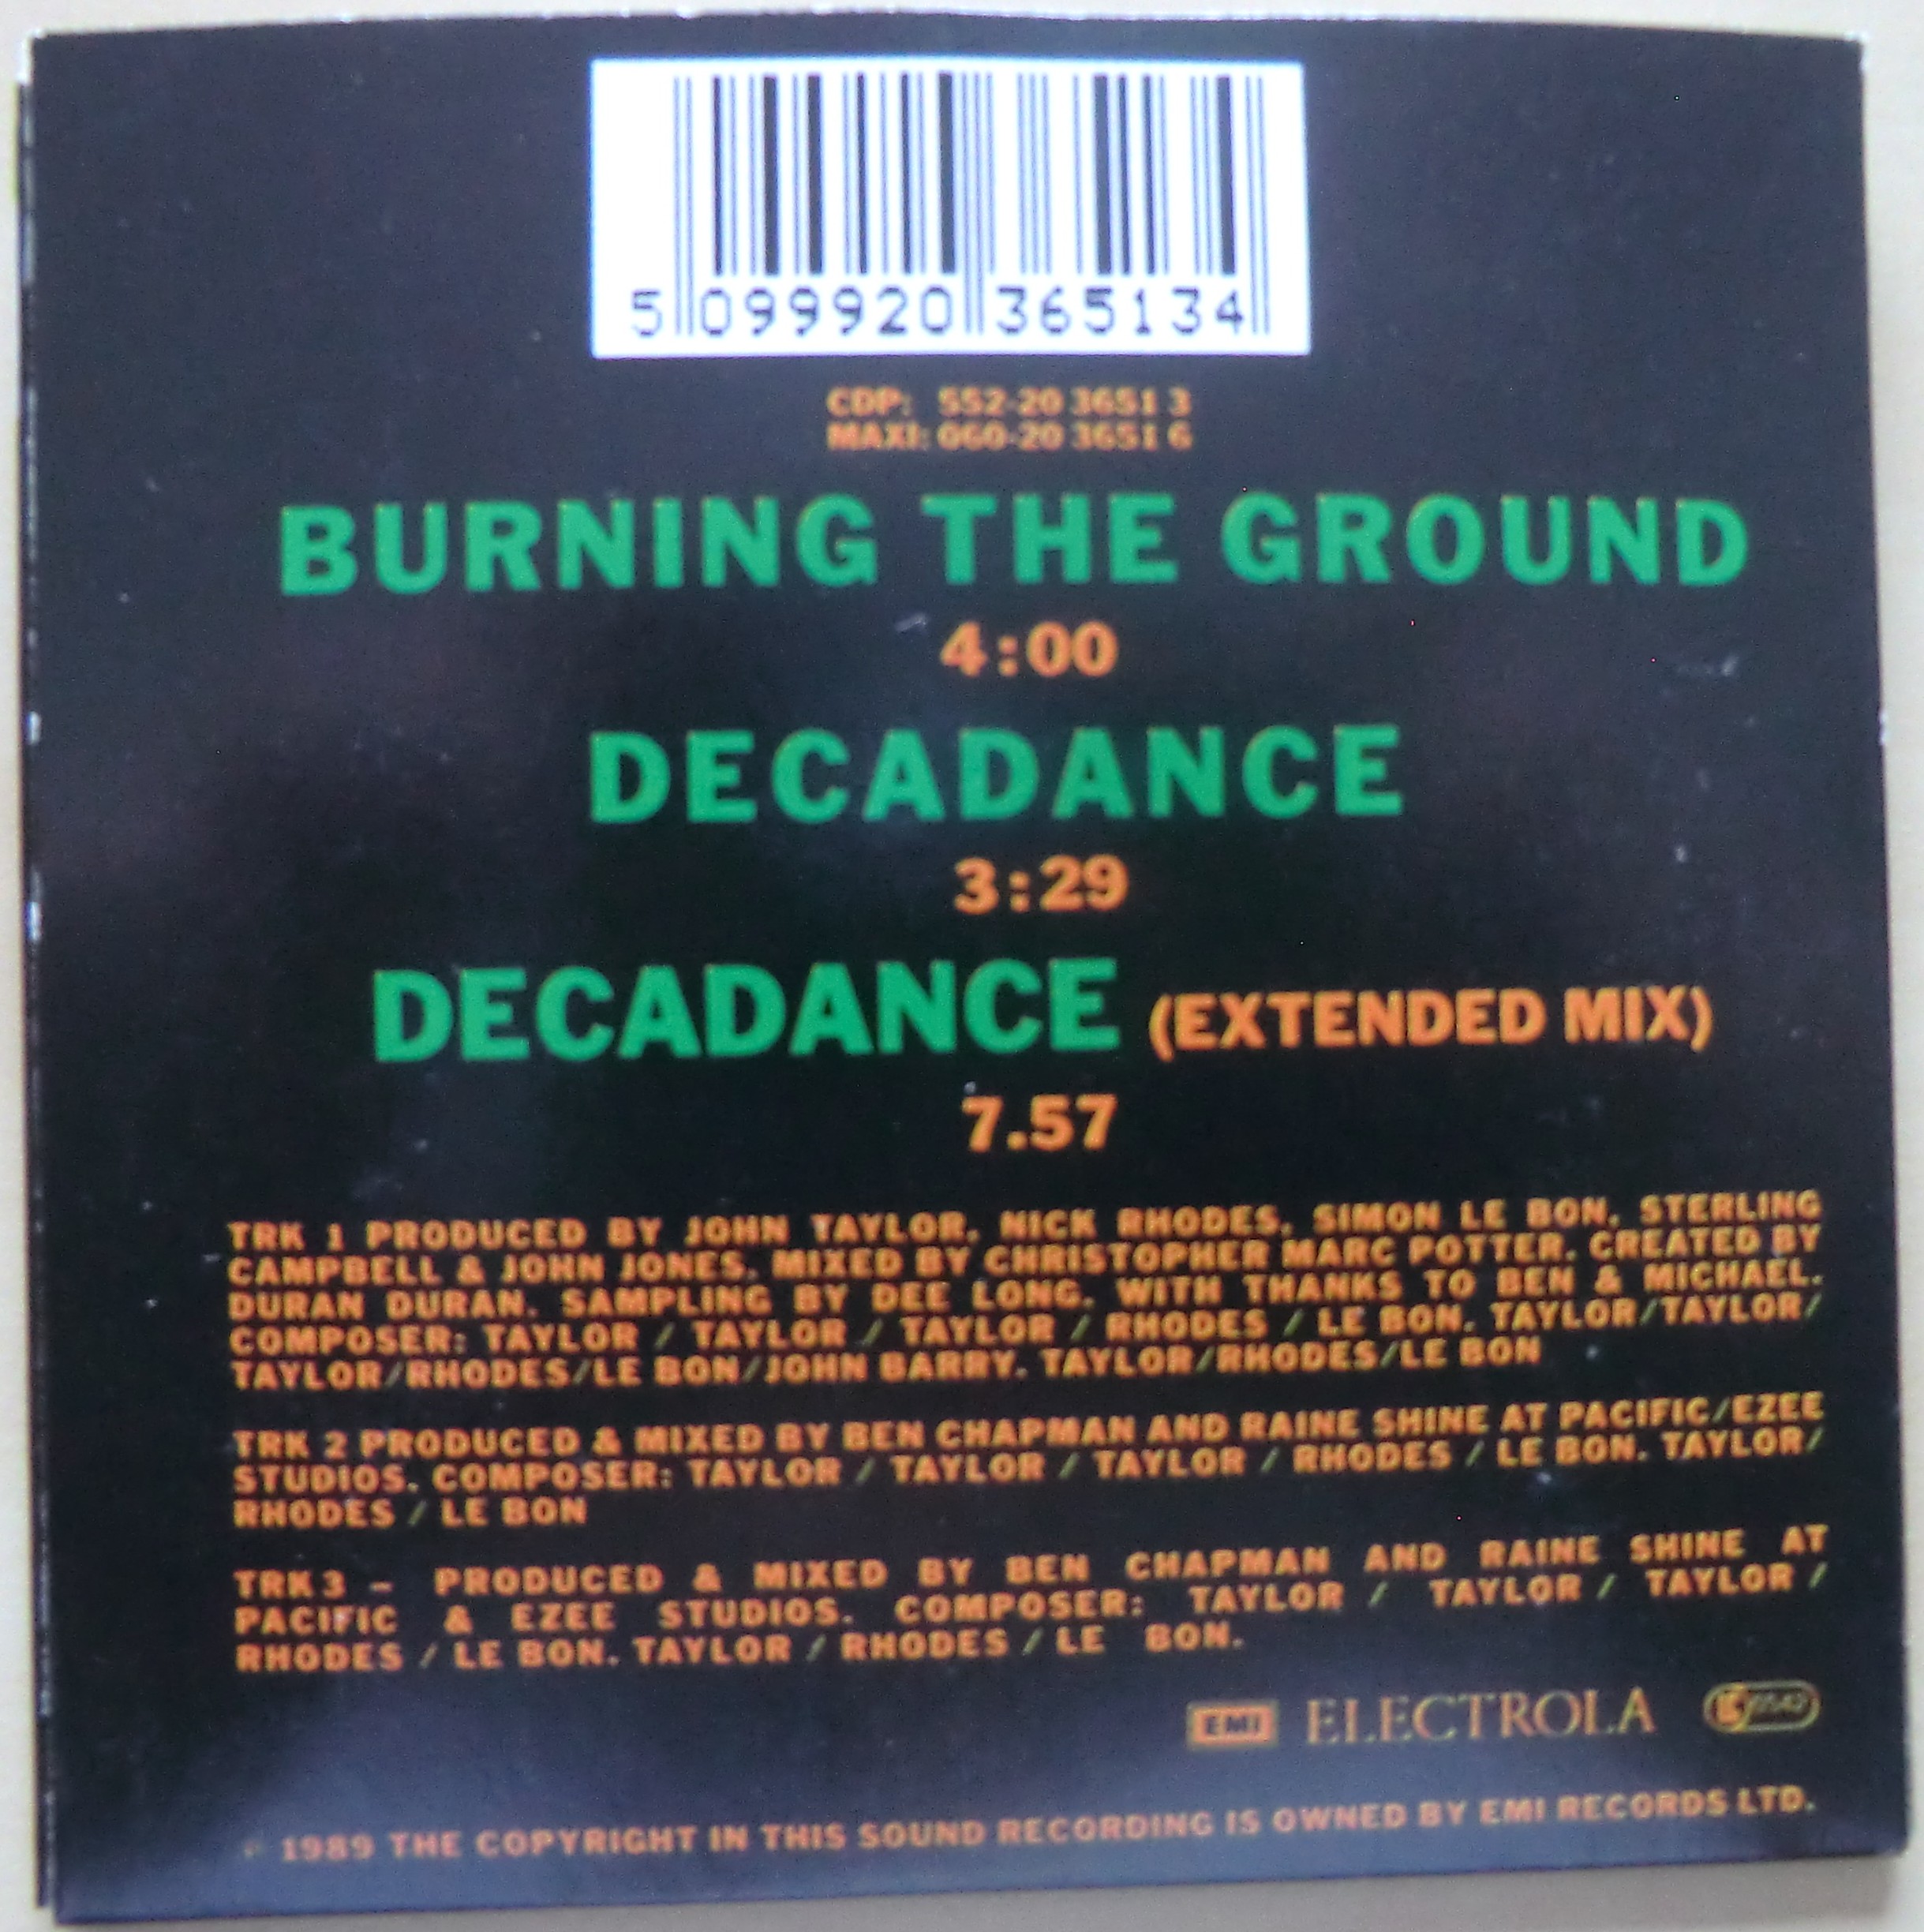 5 099920 365134
CDP: 552-20 3651 3
MAXI: 060-20 3651 6
BURNING THE GROUND
4:00
DECADANCE
3:29
DECADANCE (EXTENDED MIX)
7.57
TRK 1 PRODUCED BY JOHN TAYLOR, NICK RHODES, SIMON LE BON, STERLING
CAMPBELL & JOHN JONES. MIXED BY CHRISTOPHER MARC POTTER. CREATED BY
DURAN DURAN. SAMPLING BY DEE LONG. WITH THANKS TO BEN & MICHAEL.
COMPOSER: TAYLOR / TAYLOR / TAYLOR / RHODES / LE BON. TAYLOR/TAYLOR/
TAYLOR/RHODES/LE BON/JOHN BARRY. TAYLOR/RHODES/LE BON
TRK 2 PRODUCED & MIXED BY BEN CHAPMAN AND RAINE SHINE AT PACIFIC/EZEE
STUDIOS. COMPOSER: TAYLOR / TAYLOR / TAYLOR / RHODES / LE BON. TAYLOR/
RHODES / LE BON
TRK 3 – PRODUCED & MIXED BY BEN CHAPMAN AND RAINE SHINE AT
PACIFIC & EZEE STUDIOS. COMPOSER: TAYLOR / TAYLOR / TAYLOR /
RHODES / LE BON. TAYLOR / RHODES / LE BON.
EMI ELECTROLA
1989 THE COPYRIGHT IN THIS SOUND RECORDING IS OWNED BY EMI RECORDS LTD.